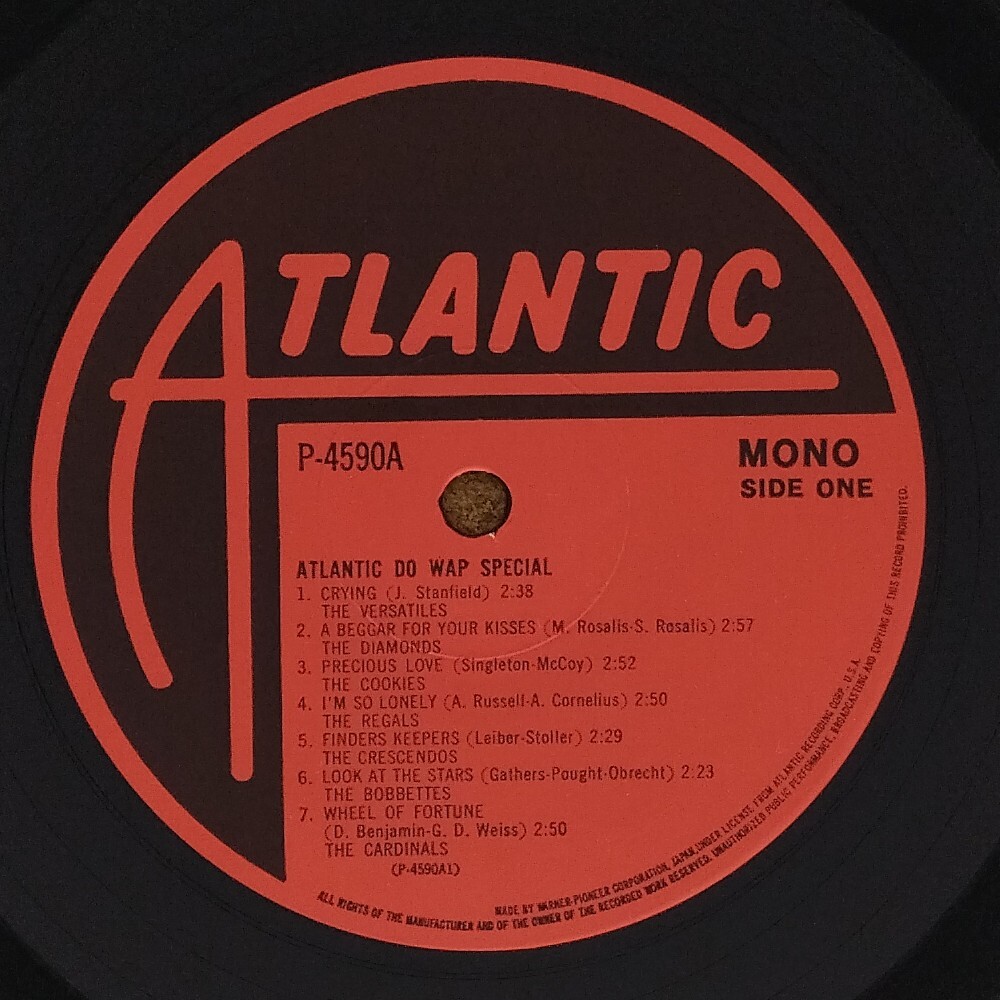 ATLANTIC
P-4590A
MONO
SIDE ONE
ATLANTIC DO WAP SPECIAL
1. CRYING (J. Stanfield) 2:38
THE VERSATILES
2. A BEGGAR FOR YOUR KISSES (M. Rosalis-S. Rosalis) 2:57
THE DIAMONDS
3. PRECIOUS LOVE (Singleton-McCoy) 2:52
THE COOKIES
4. I'M SO LONELY (A. Russell-A. Cornelius) 2:50
THE REGALS
5. FINDERS KEEPERS (Leiber-Stoller) 2:29
THE CRESCENDOS
6. LOOK AT THE STARS (Gathers-Pought-Obrecht) 2:23
THE BOBBETTES
7. WHEEL OF FORTUNE
(D. Benjamin-G. D. Weiss) 2:50
THE CARDINALS
(P-4590A1)
MADE BY WARNER-PIONEER CORPORATION, JAPAN, UNDER LICENSE, FROM ATLANTIC RECORDING CORP., U.S.A.
ALL RIGHTS OF THE MANUFACTURER AND OF THE OWNER OF THE RECORDED WORK RESERVED. UNAUTHORIZED PUBLIC PERFORMANCE, BROADCASTING AND COPYING OF THIS RECORD PROHIBITED.